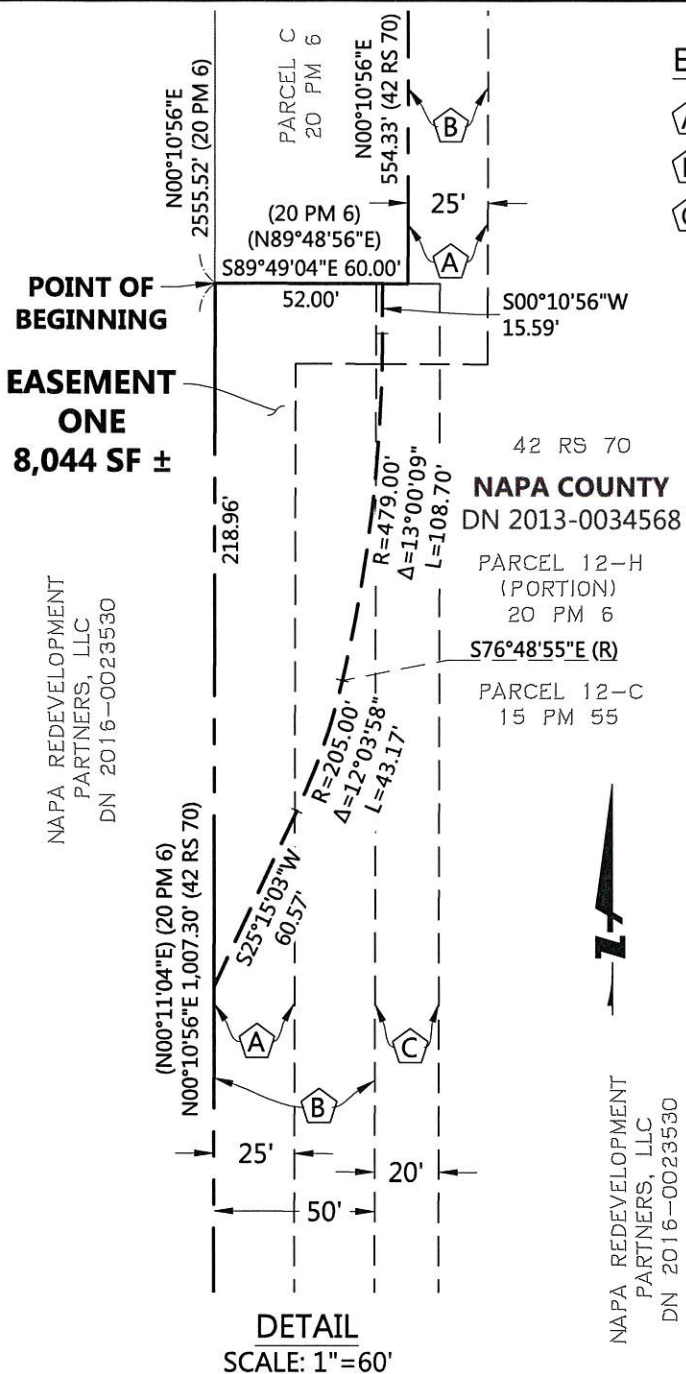 N00°10'56"E
2555.52' (20 PM 6)
PARCEL C
20 PM 6
N00°10'56"E
554.33' (42 RS 70)
B
25'
A
(20 PM 6)
(N89°48'56"E)
S89°49'04"E 60.00'
52.00'
POINT OF
BEGINNING
S00°10'56"W
15.59'
EASEMENT
ONE
8,044 SF ±
218.96'
R=479.00'
Δ=13°00'09"
L=108.70'
42 RS 70
NAPA COUNTY
DN 2013-0034568
PARCEL 12-H
(PORTION)
20 PM 6
S76°48'55"E (R)
PARCEL 12-C
15 PM 55
NAPA REDEVELOPMENT
PARTNERS, LLC
DN 2016-0023530
R=205.00'
Δ=12°03'58"
L=43.17'
S25°15'03"W
60.57'
(N00°11'04"E) (20 PM 6)
N00°10'56"E 1,007.30' (42 RS 70)
A
C
B
25'
20'
50'
NAPA REDEVELOPMENT
PARTNERS, LLC
DN 2016-0023530
DETAIL
SCALE: 1"=60'